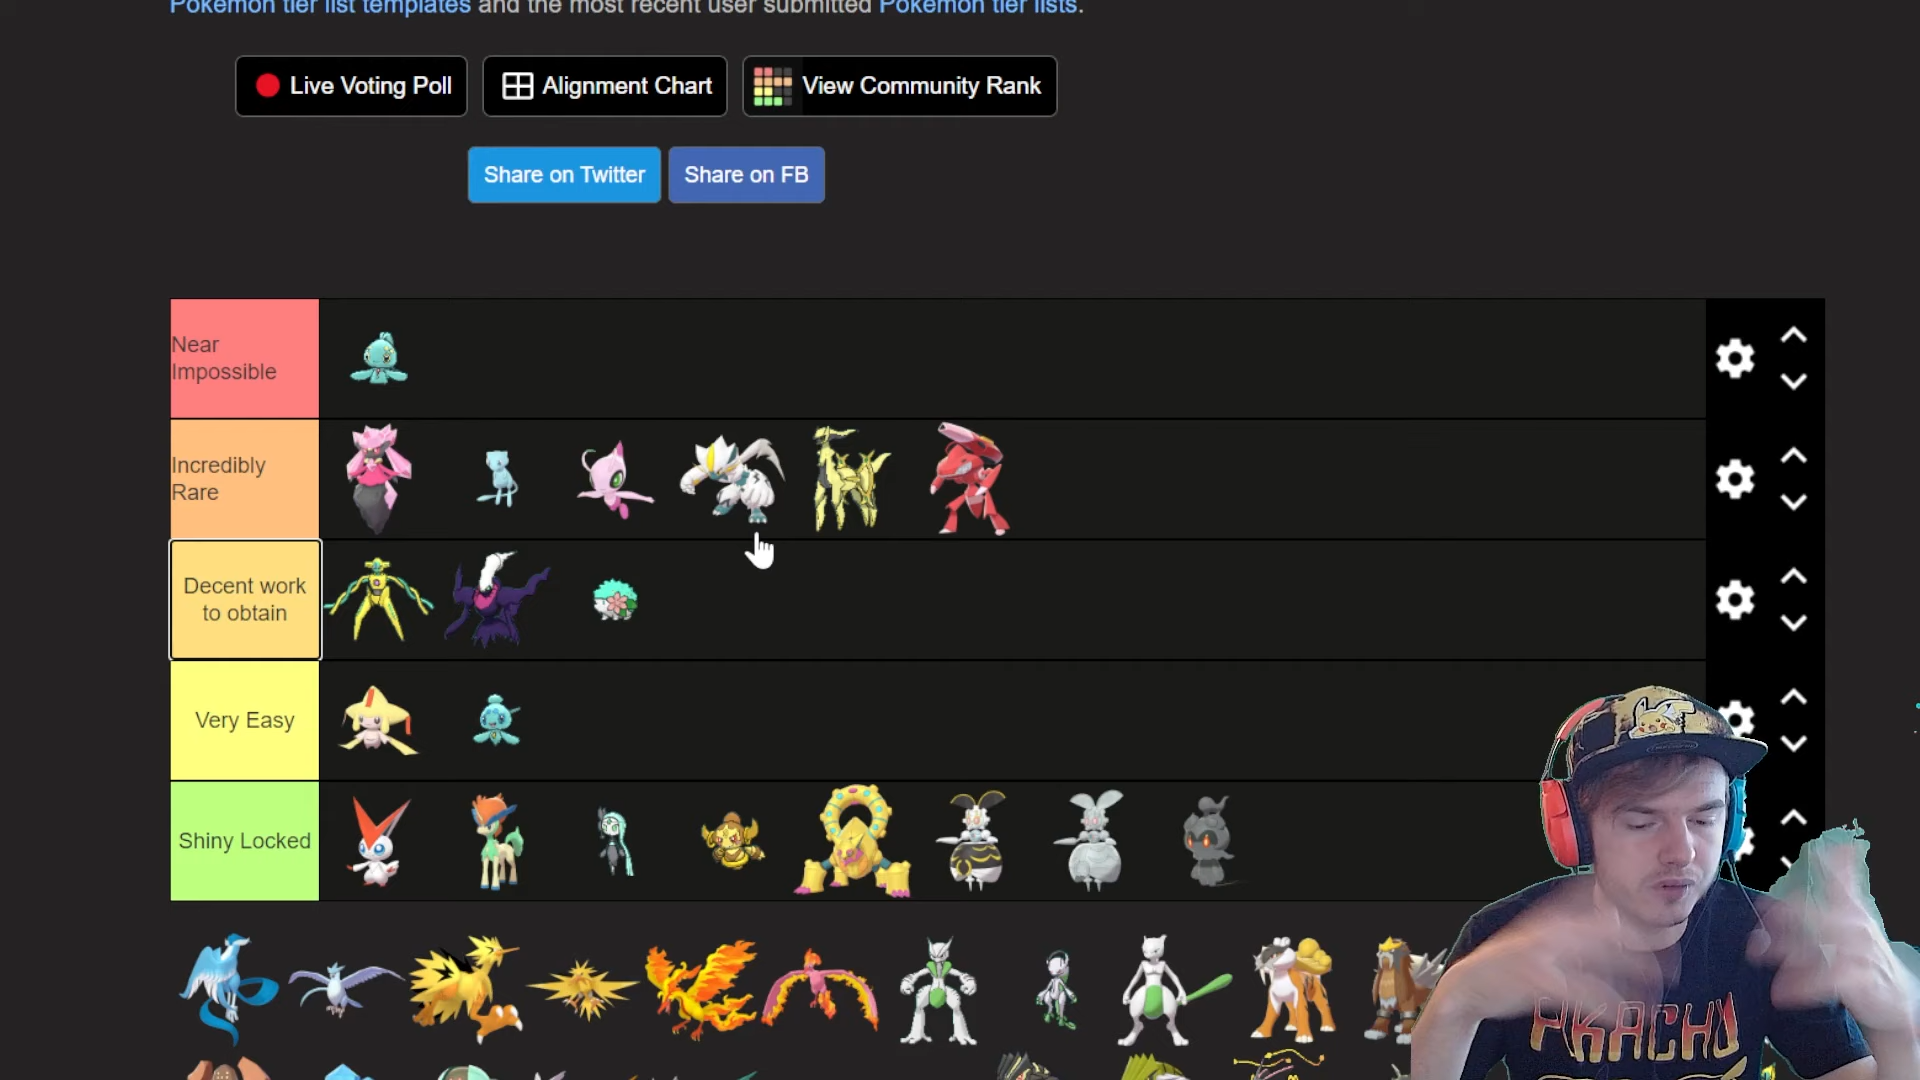 Pokemon tier list templates and the most recent user submitted Pokemon tier lists.
Live Voting Poll
Alignment Chart
View Community Rank
Share on Twitter
Share on FB
Near
Impossible
Incredibly
Rare
Decent work
to obtain
Very Easy
Shiny Locked
PIKACHU